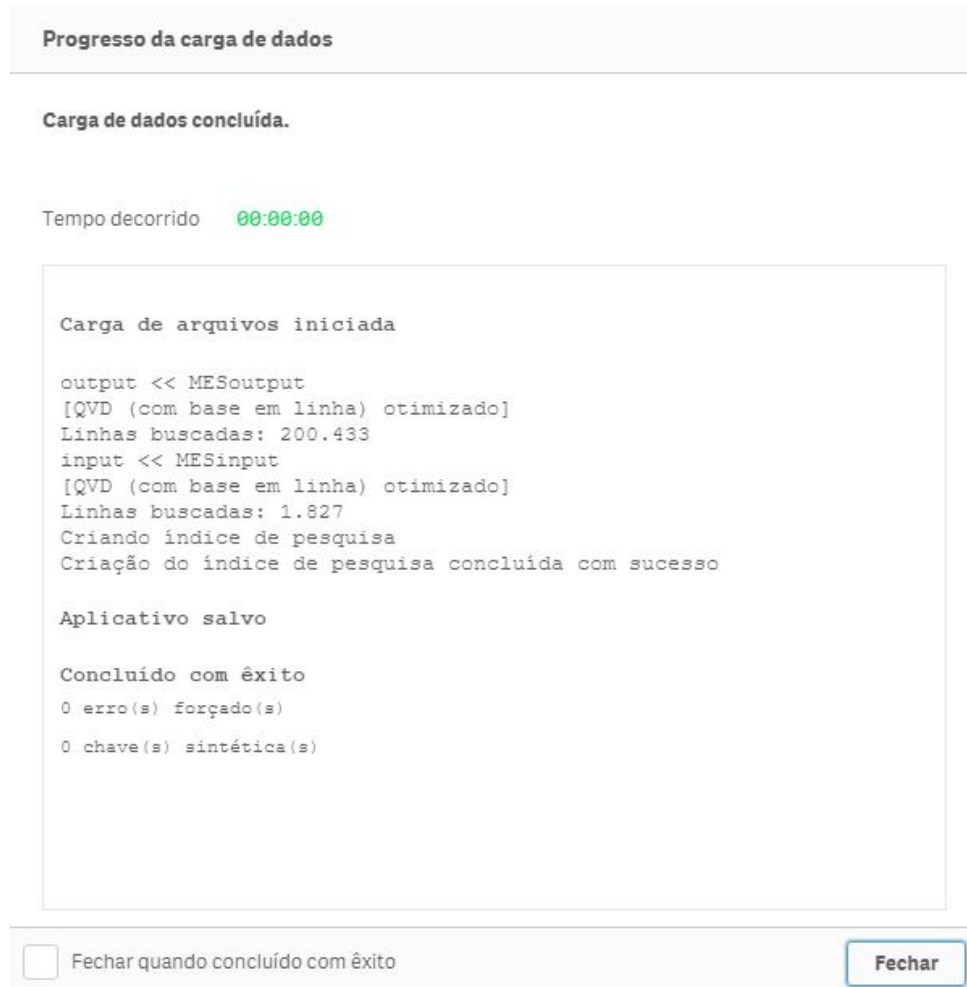 Progresso da carga de dados
Carga de dados concluída.
Tempo decorrido 00:00:00
Carga de arquivos iniciada
output << MESoutput
[QVD (com base em linha) otimizado]
Linhas buscadas: 200.433
input << MESinput
[QVD (com base em linha) otimizado]
Linhas buscadas: 1.827
Criando índice de pesquisa
Criação do índice de pesquisa concluída com sucesso
Aplicativo salvo
Concluído com êxito
0 erro(s) forçado(s)
0 chave(s) sintética(s)
Fechar quando concluído com êxito Fechar